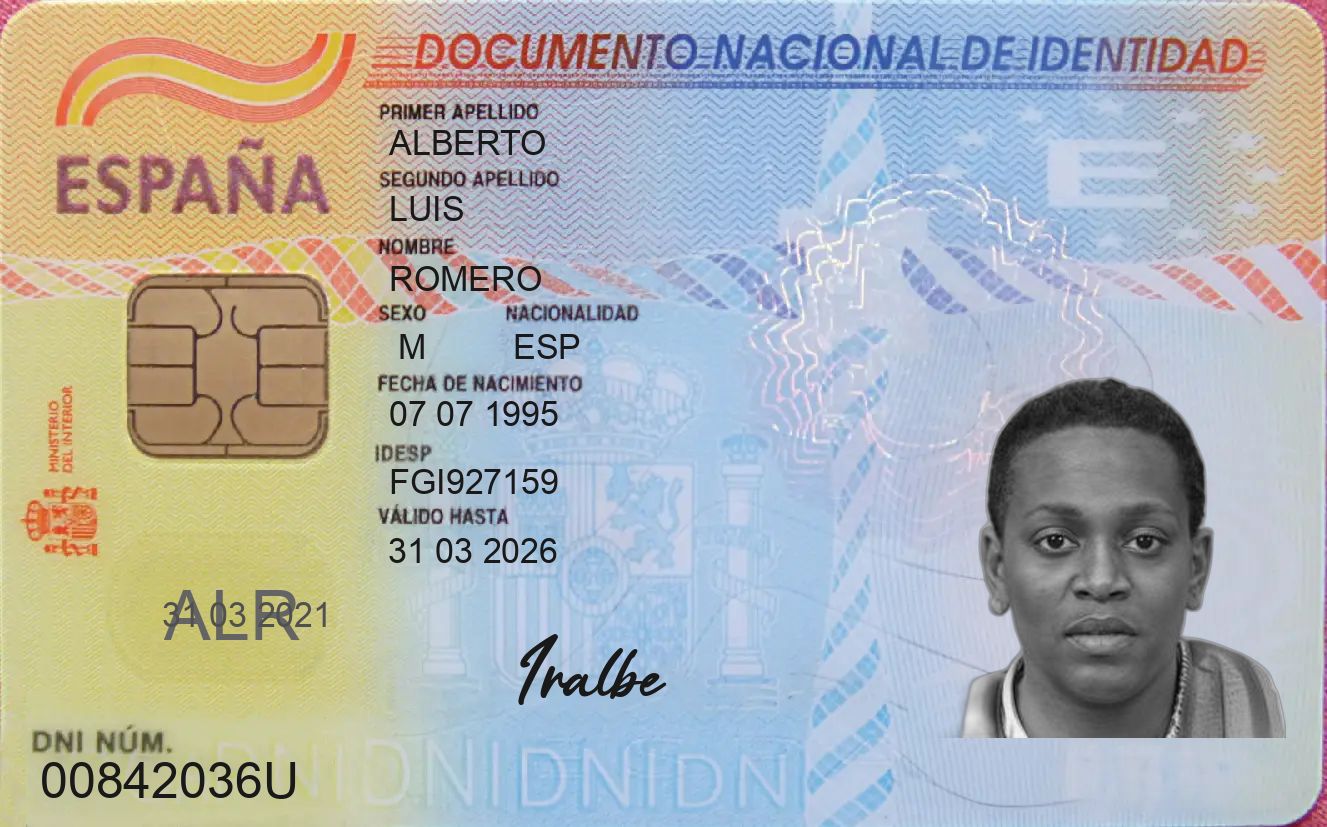 DOCUMENTO NACIONAL DE IDENTIDAD
ESPAÑA
PRIMER APELLIDO
ALBERTO
SEGUNDO APELLIDO
LUIS
NOMBRE
ROMERO
SEXO NACIONALIDAD
M ESP
FECHA DE NACIMIENTO
07 07 1995
IDESP
FGI927159
VÁLIDO HASTA
31 03 2026
MINISTERIO
DEL INTERIOR
E
ALR
31 03 2021
Iralbe
DNI NÚM.
00842036U
DNIDNIDNIDNI